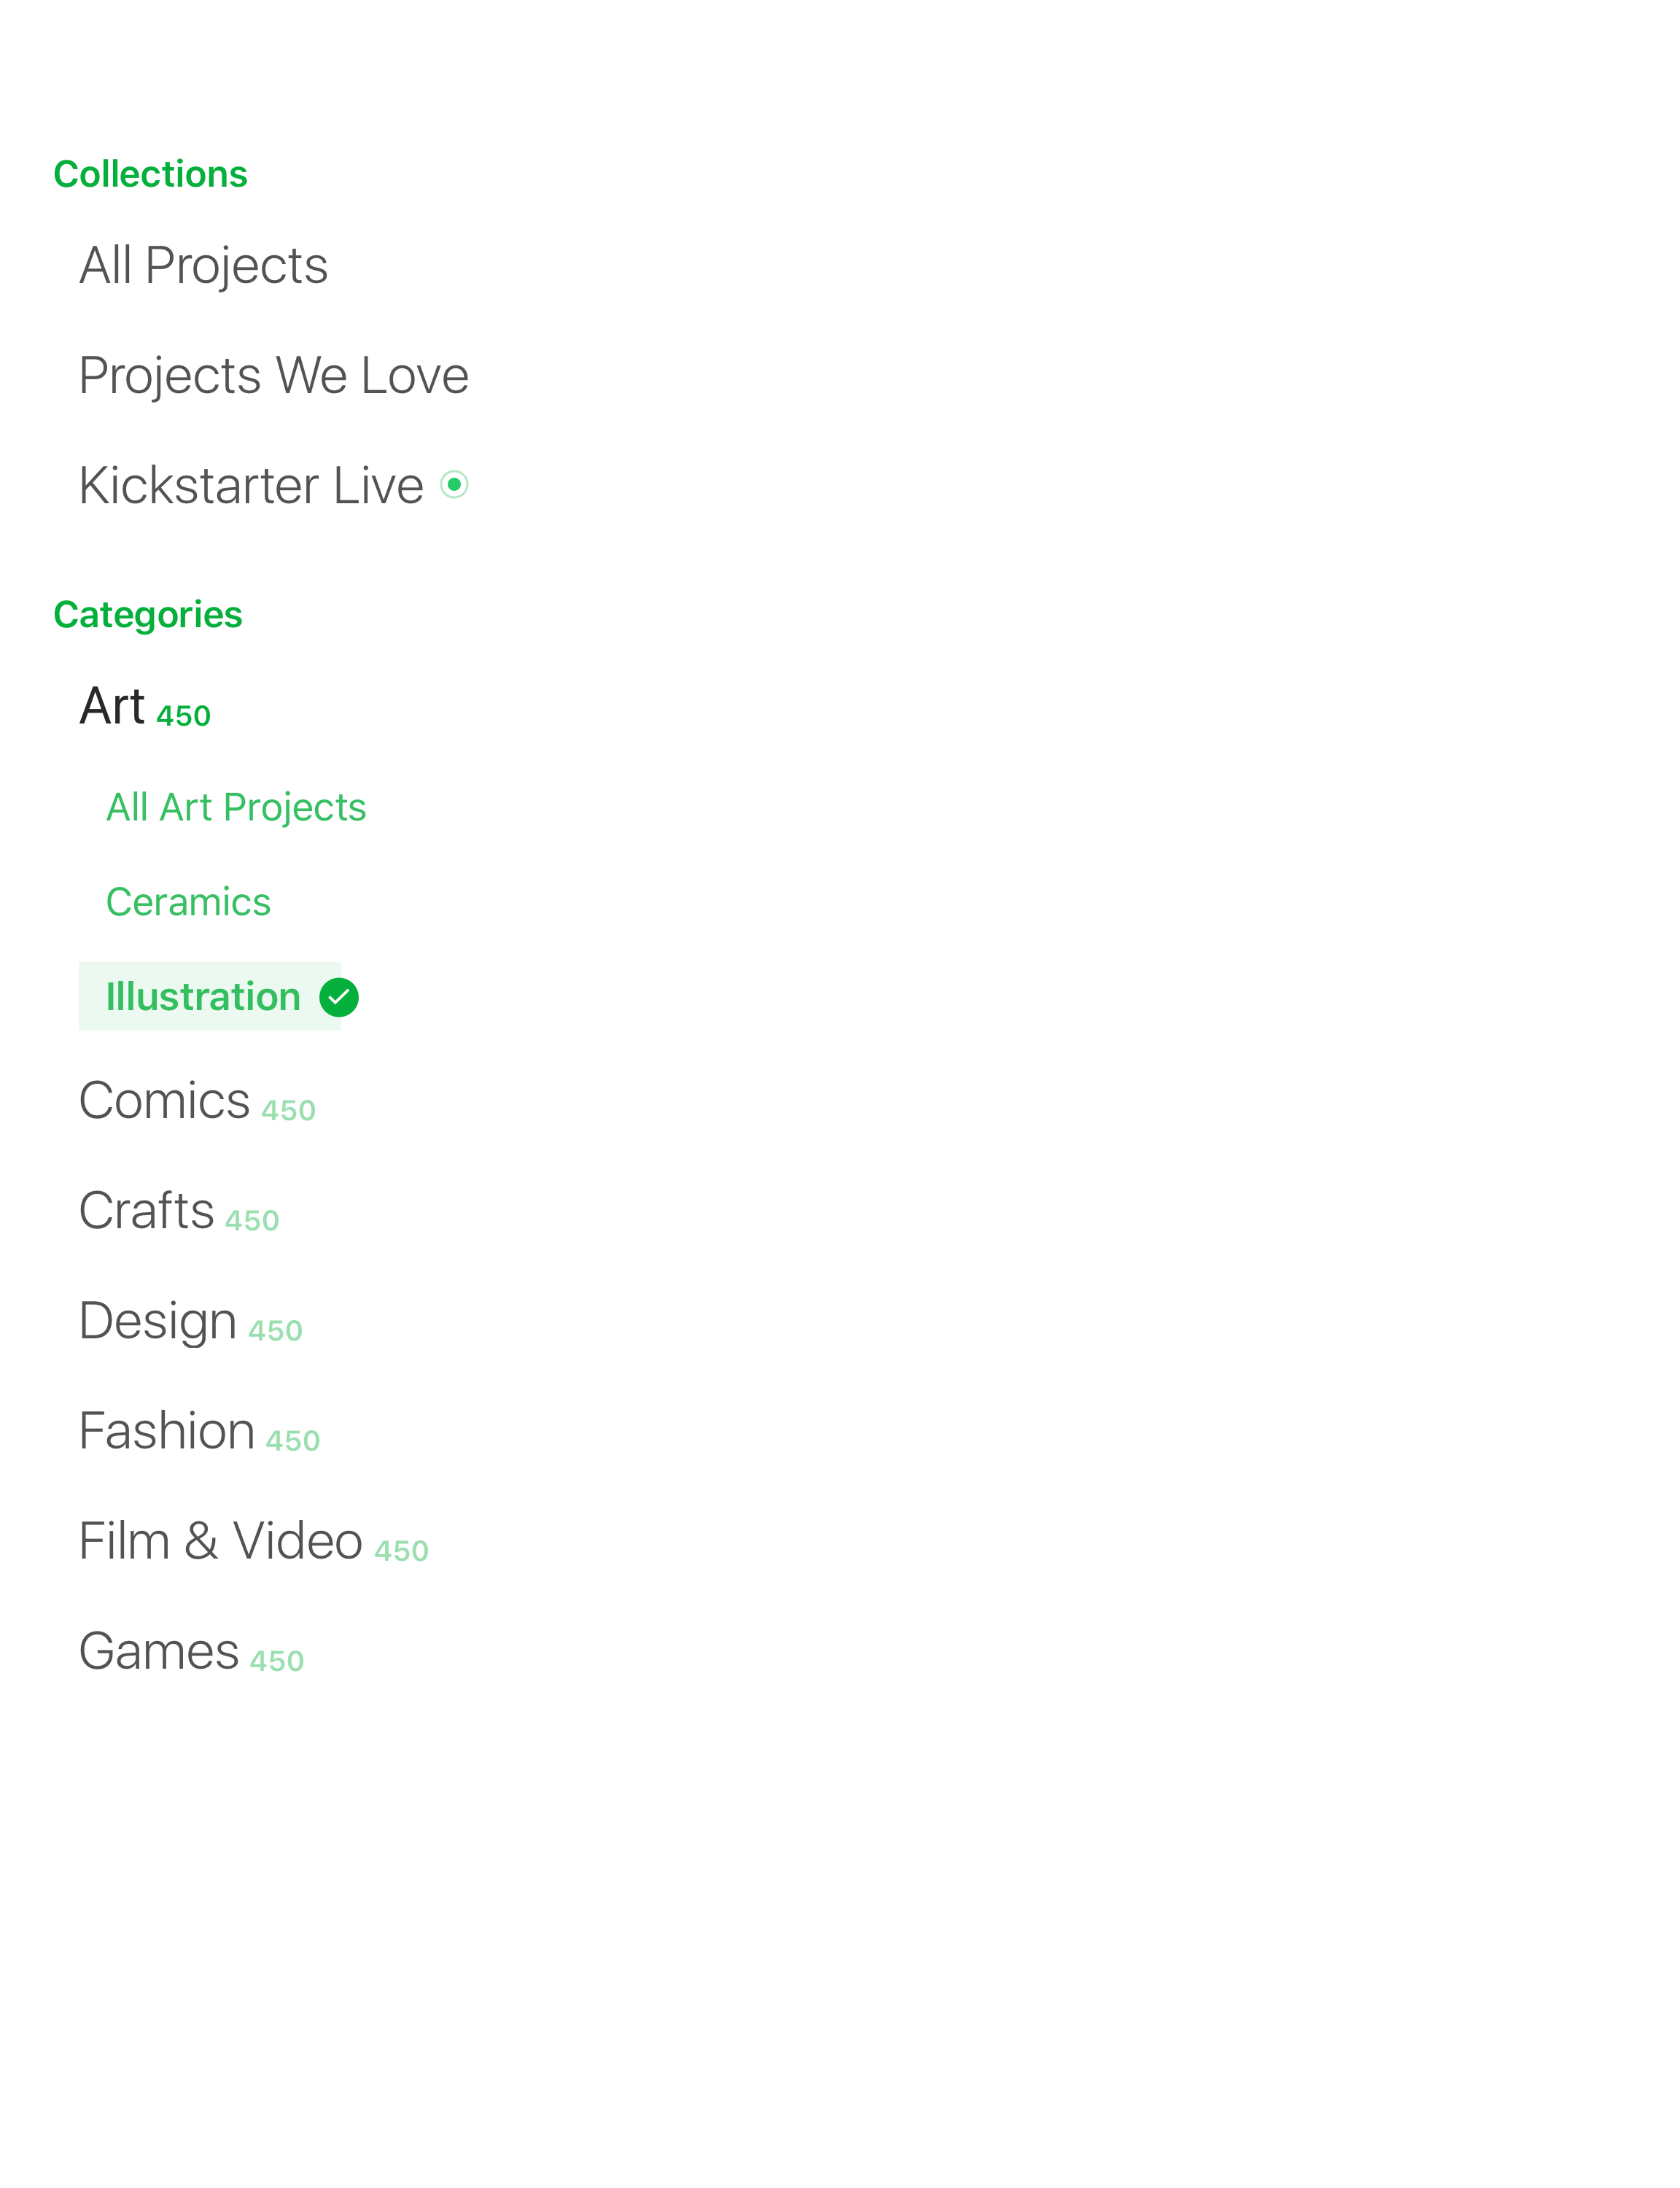 Collections
All Projects
Projects We Love
Kickstarter Live
Categories
Art 450
All Art Projects
Ceramics
Illustration
Comics 450
Crafts 450
Design 450
Fashion 450
Film & Video 450
Games 450